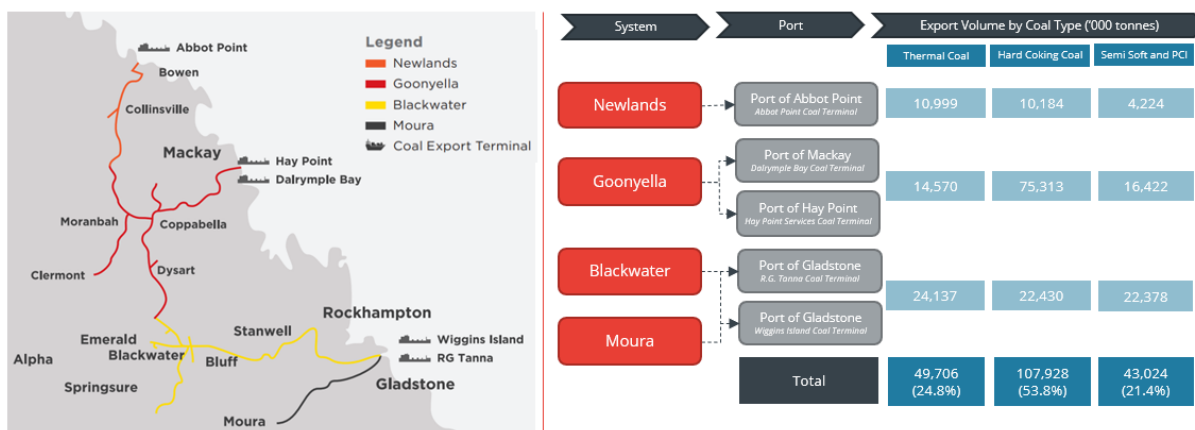 Abbot Point
Bowen
Collinsville
Mackay
Hay Point
Dalrymple Bay
Moranbah
Coppabella
Clermont
Dysart
Rockhampton
Stanwell
Emerald
Wiggins Island
Alpha
Blackwater
Bluff
RG Tanna
Springsure
Gladstone
Moura
Legend
Newlands
Goonyella
Blackwater
Moura
Coal Export Terminal
System
Port
Export Volume by Coal Type ('000 tonnes)
Thermal Coal
Hard Coking Coal
Semi Soft and PCI
Newlands
Port of Abbot Point
Abbot Point Coal Terminal
10,999
10,184
4,224
Goonyella
Port of Mackay
Dalrymple Bay Coal Terminal
Port of Hay Point
Hay Point Services Coal Terminal
14,570
75,313
16,422
Blackwater
Port of Gladstone
R.G. Tanna Coal Terminal
Moura
Port of Gladstone
Wiggins Island Coal Terminal
24,137
22,430
22,378
Total
49,706
(24.8%)
107,928
(53.8%)
43,024
(21.4%)